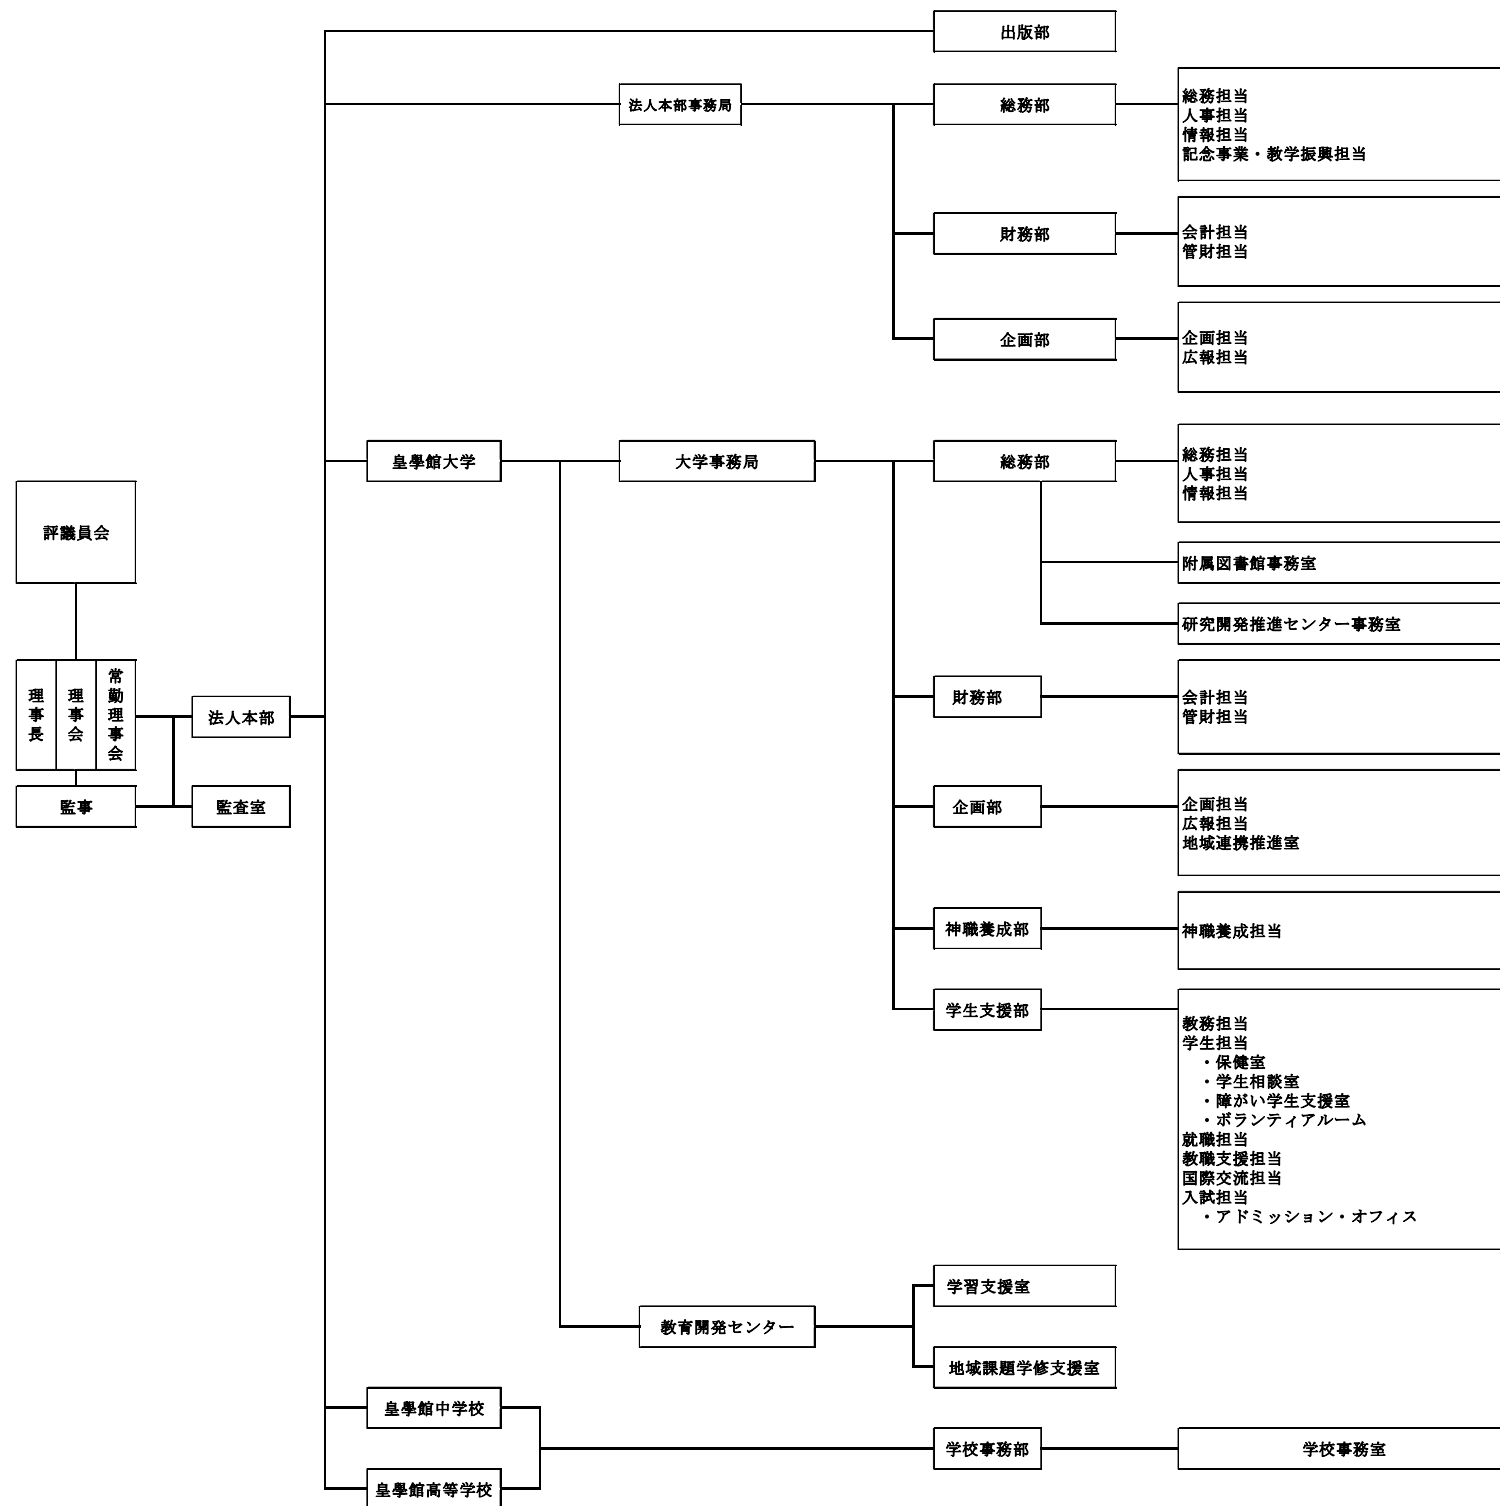 出版部
法人本部事務局
総務部
総務担当
人事担当
情報担当
記念事業・教学振興担当
財務部
会計担当
管財担当
企画部
企画担当
広報担当
皇學館大学
大学事務局
総務部
総務担当
人事担当
情報担当
評議員会
附属図書館事務室
研究開発推進センター事務室
理事長
理事会
常勤理事会
法人本部
財務部
会計担当
管財担当
監事
監査室
企画部
企画担当
広報担当
地域連携推進室
神職養成部
神職養成担当
学生支援部
教務担当
学生担当
・保健室
・学生相談室
・障がい学生支援室
・ボランティアルーム
就職担当
教職支援担当
国際交流担当
入試担当
・アドミッション・オフィス
学習支援室
教育開発センター
地域課題学修支援室
皇學館中学校
学校事務部
学校事務室
皇學館高等学校